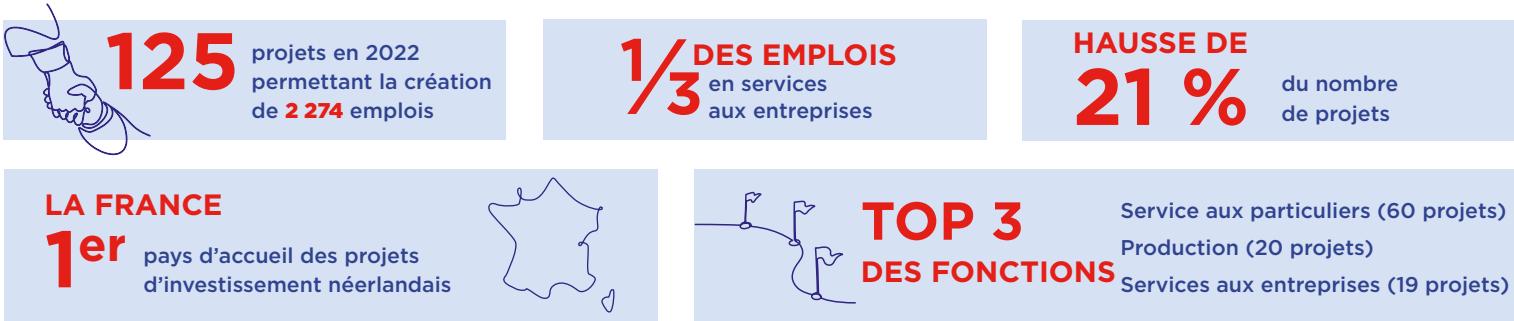 125
projets en 2022
permettant la création
de 2 274 emplois
1/3
DES EMPLOIS
en services
aux entreprises
HAUSSE DE
21 %
du nombre
de projets
LA FRANCE
1er
pays d’accueil des projets
d’investissement néerlandais
TOP 3
DES FONCTIONS
Service aux particuliers (60 projets)
Production (20 projets)
Services aux entreprises (19 projets)